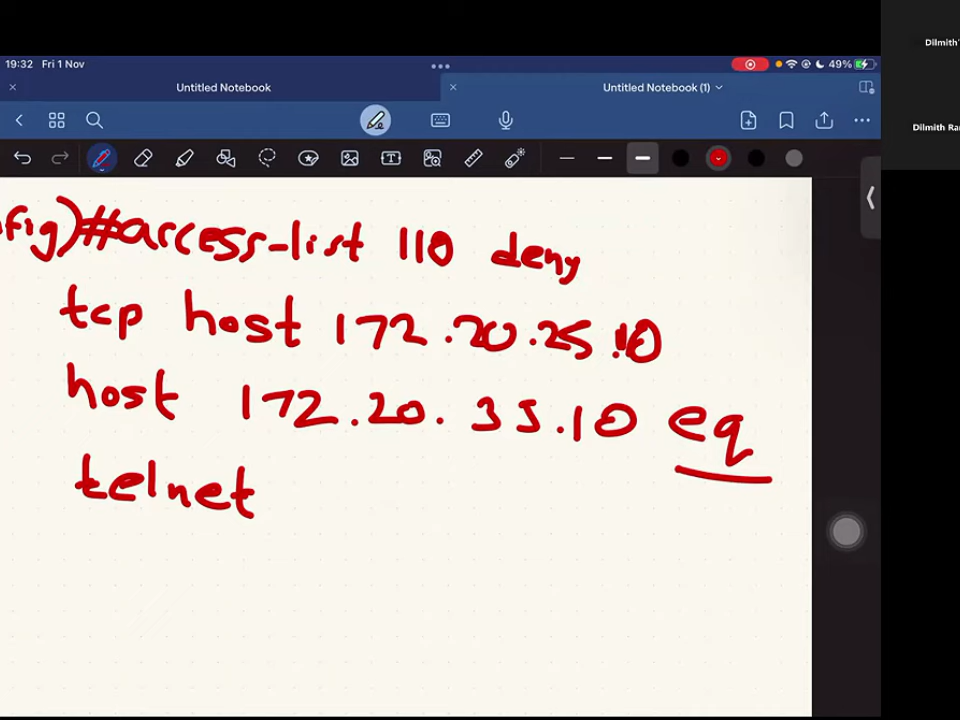 19:32 Fri 1 Nov
49%
Dilmith
Untitled Notebook
Untitled Notebook (1)
Dilmith Ran
fig)#access-list 110 deny
tcp host 172.20.25.10
host 172.20.35.10 eq
telnet